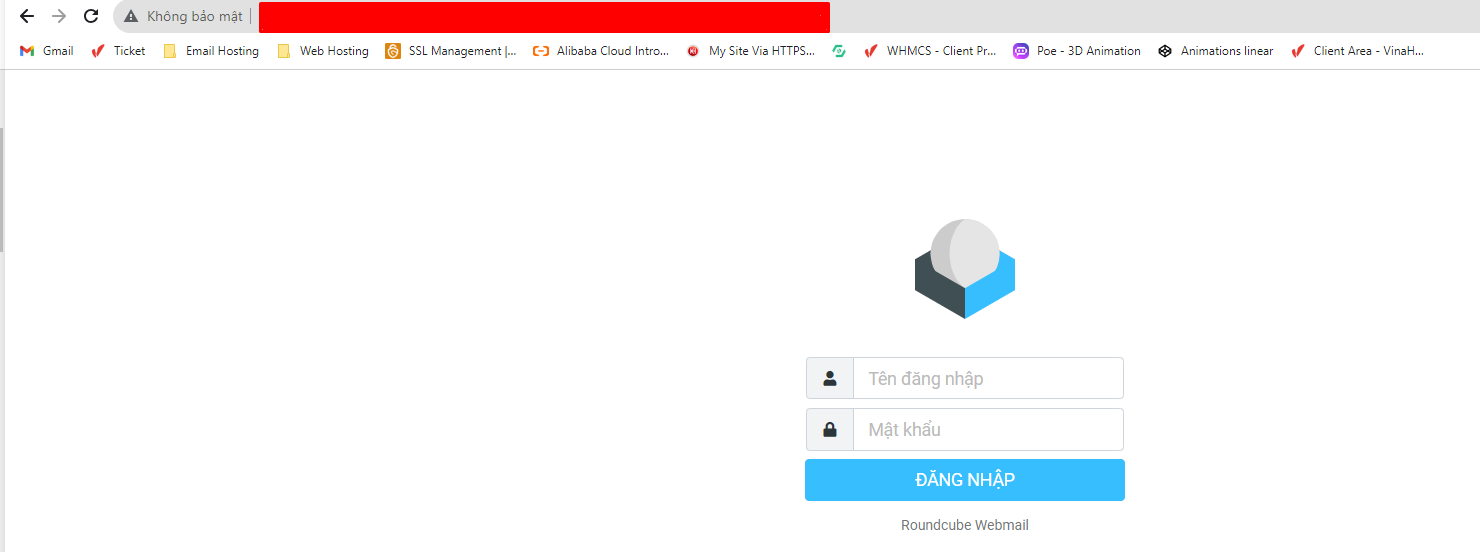 Không bảo mật
Gmail Ticket Email Hosting Web Hosting SSL Management |... Alibaba Cloud Intro... My Site Via HTTPS... WHMCS - Client Pr... Poe - 3D Animation Animations linear Client Area - VinaH...
Tên đăng nhập
Mật khẩu
ĐĂNG NHẬP
Roundcube Webmail